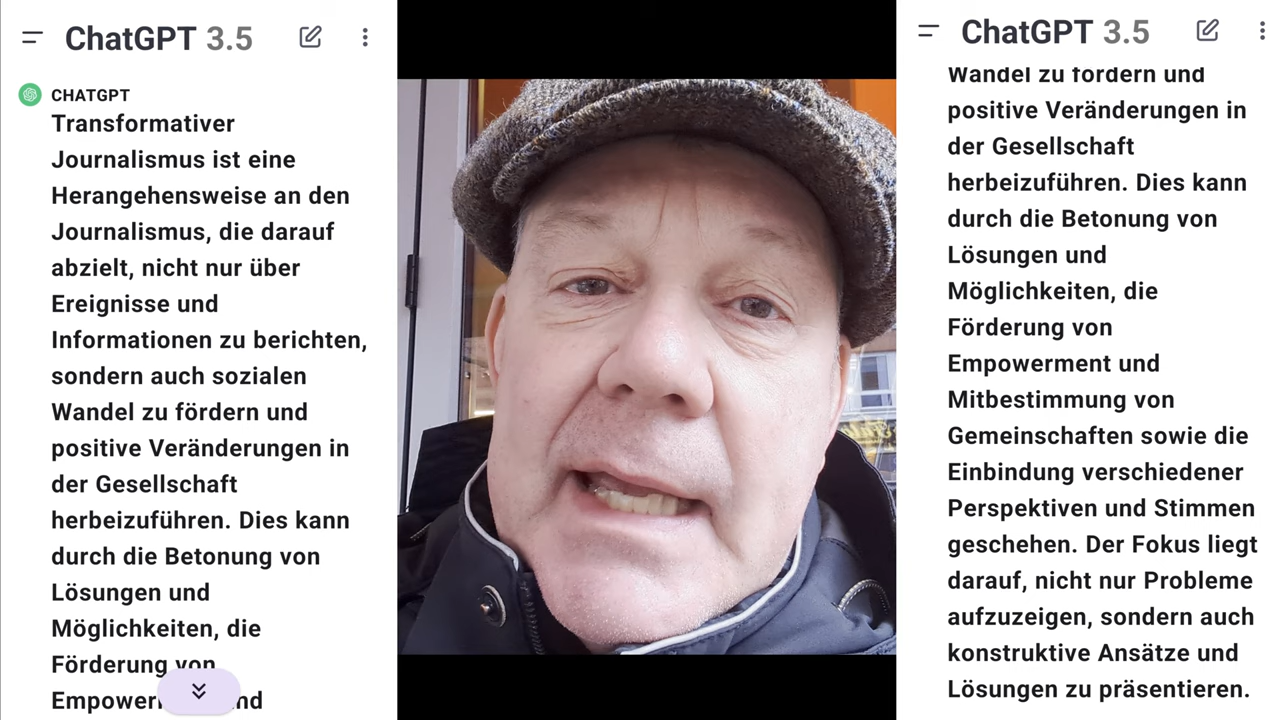 ChatGPT 3.5
CHATGPT
Transformativer
Journalismus ist eine
Herangehensweise an den
Journalismus, die darauf
abzielt, nicht nur über
Ereignisse und
Informationen zu berichten,
sondern auch sozialen
Wandel zu fördern und
positive Veränderungen in
der Gesellschaft
herbeizuführen. Dies kann
durch die Betonung von
Lösungen und
Möglichkeiten, die
Förderung von
ChatGPT 3.5
Wandel zu fördern und
positive Veränderungen in
der Gesellschaft
herbeizuführen. Dies kann
durch die Betonung von
Lösungen und
Möglichkeiten, die
Förderung von
Empowerment und
Mitbestimmung von
Gemeinschaften sowie die
Einbindung verschiedener
Perspektiven und Stimmen
geschehen. Der Fokus liegt
darauf, nicht nur Probleme
aufzuzeigen, sondern auch
konstruktive Ansätze und
Lösungen zu präsentieren.